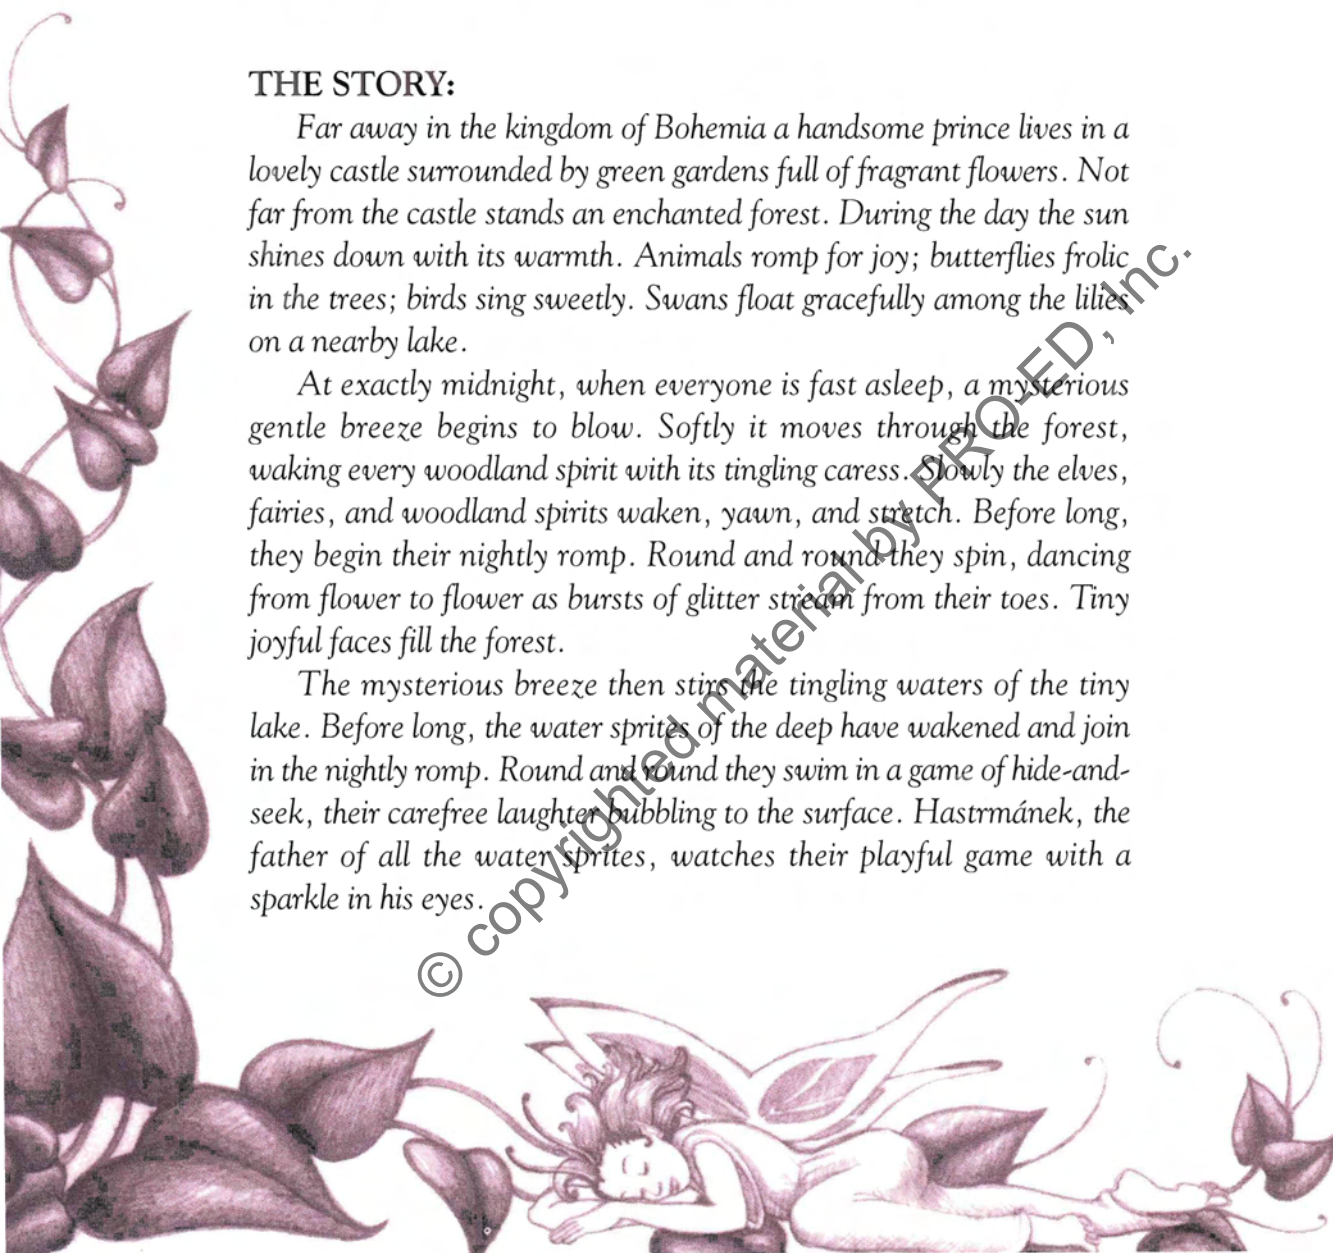 THE STORY:
Far away in the kingdom of Bohemia a handsome prince lives in a
lovely castle surrounded by green gardens full of fragrant flowers. Not
far from the castle stands an enchanted forest. During the day the sun
shines down with its warmth. Animals romp for joy; butterflies frolic
in the trees; birds sing sweetly. Swans float gracefully among the lilies
on a nearby lake.
At exactly midnight, when everyone is fast asleep, a mysterious
gentle breeze begins to blow. Softly it moves through the forest,
waking every woodland spirit with its tingling caress. Slowly the elves,
fairies, and woodland spirits waken, yawn, and stretch. Before long,
they begin their nightly romp. Round and round they spin, dancing
from flower to flower as bursts of glitter stream from their toes. Tiny
joyful faces fill the forest.
The mysterious breeze then stirs the tingling waters of the tiny
lake. Before long, the water sprites of the deep have wakened and join
in the nightly romp. Round and round they swim in a game of hide-and-
seek, their carefree laughter bubbling to the surface. Hastrmánek, the
father of all the water sprites, watches their playful game with a
sparkle in his eyes.
© copyrighted material by PRO-ED, Inc.